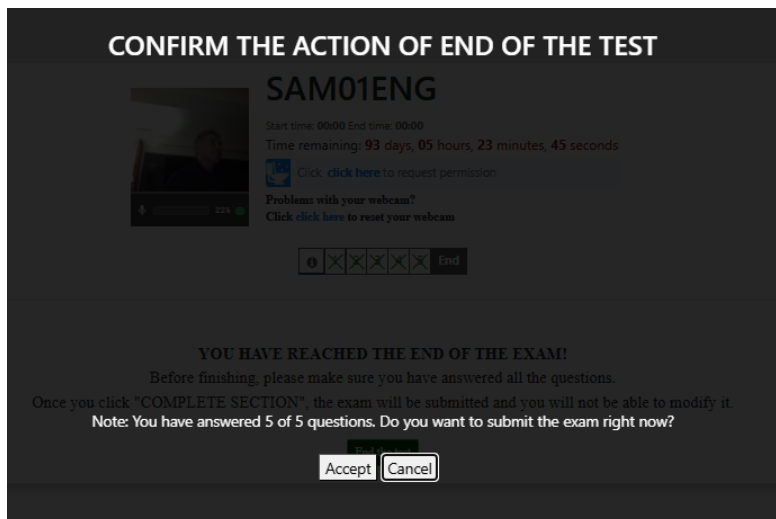 CONFIRM THE ACTION OF END OF THE TEST
SAM01ENG
Start time: 00:00 End time: 00:00
Time remaining: 93 days, 05 hours, 23 minutes, 45 seconds
Click click here to request permission
Problems with your webcam?
Click click here to reset your webcam
22%
End
YOU HAVE REACHED THE END OF THE EXAM!
Before finishing, please make sure you have answered all the questions.
Once you click "COMPLETE SECTION", the exam will be submitted and you will not be able to modify it.
Note: You have answered 5 of 5 questions. Do you want to submit the exam right now?
Accept Cancel